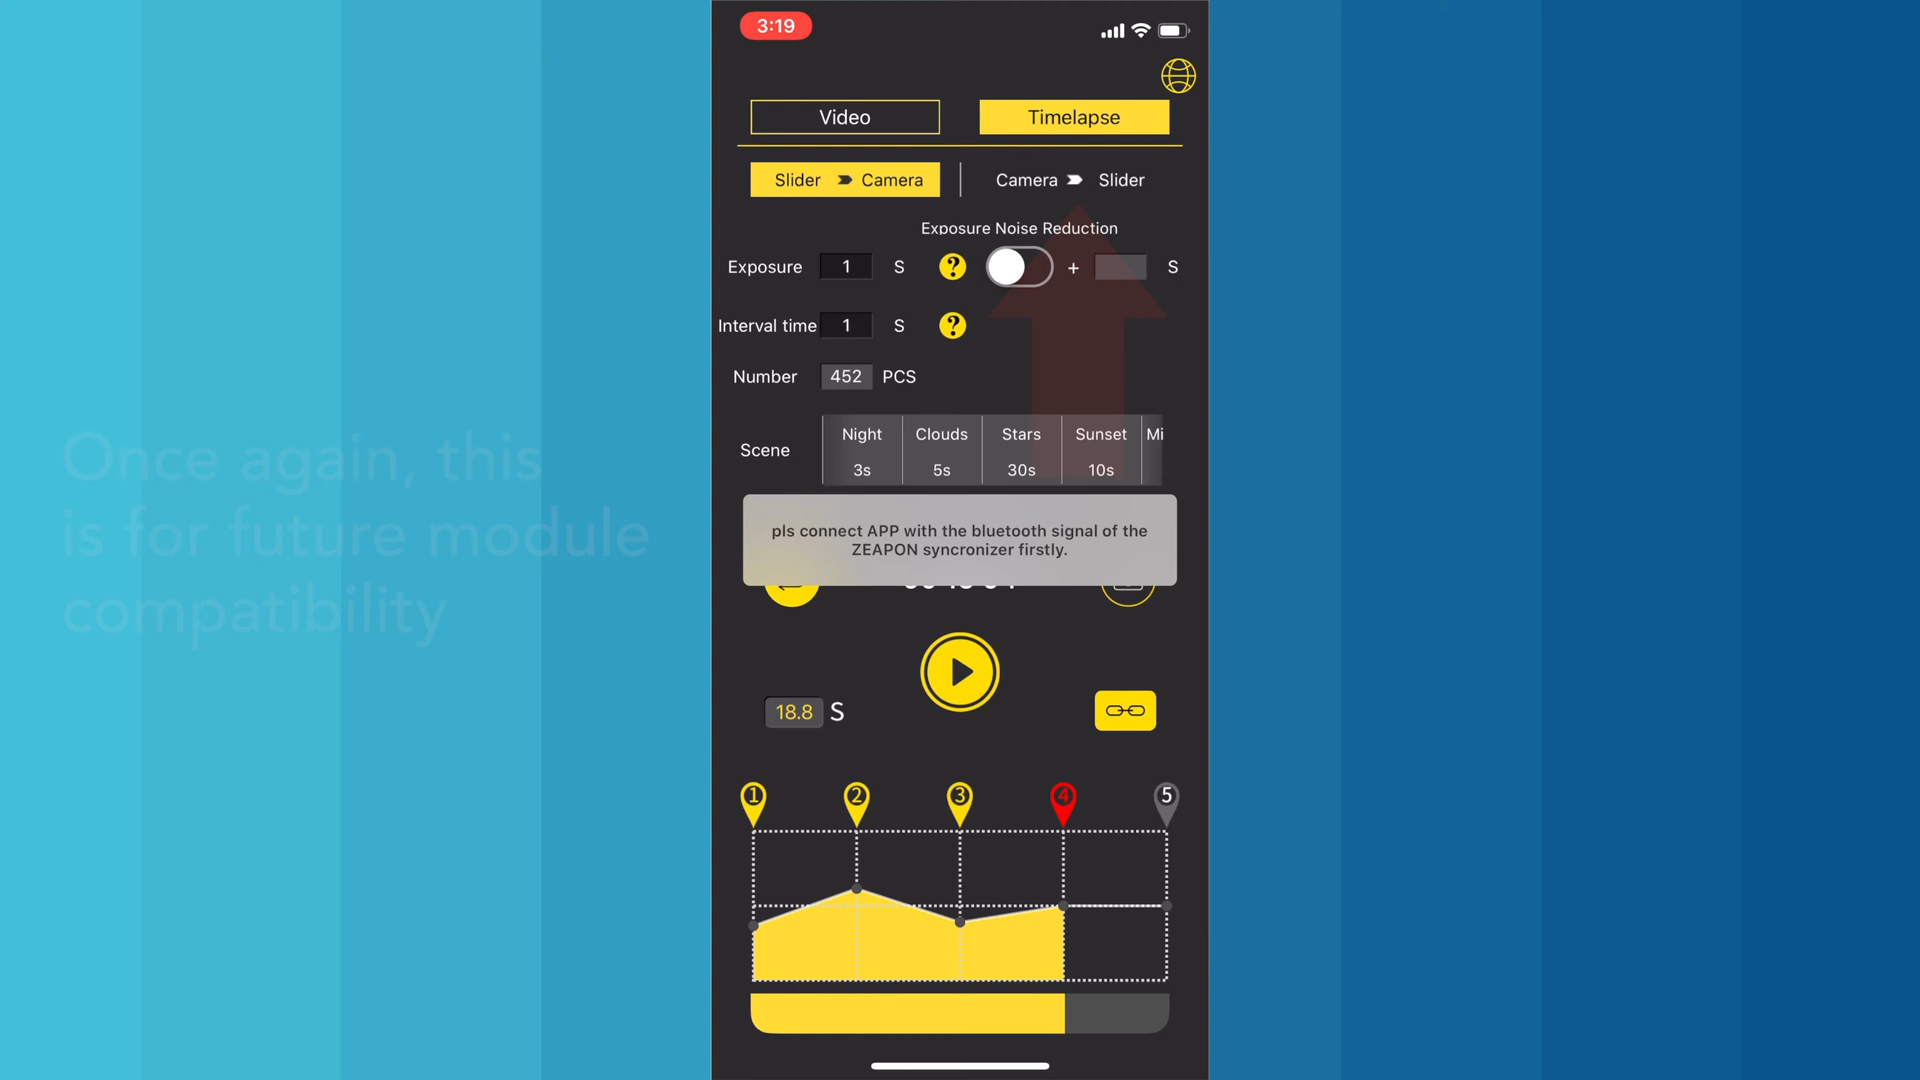 3:19
Video
Timelapse
Slider Camera
Camera Slider
Exposure Noise Reduction
Exposure 1 S ? + S
Interval time 1 S ?
Number 452 PCS
Scene
Night Clouds Stars Sunset Mi
3s 5s 30s 10s
Once again, this
is for future module
compatibility
pls connect APP with the bluetooth signal of the
ZEAPON syncronizer firstly.
18.8 S
1 2 3 4 5